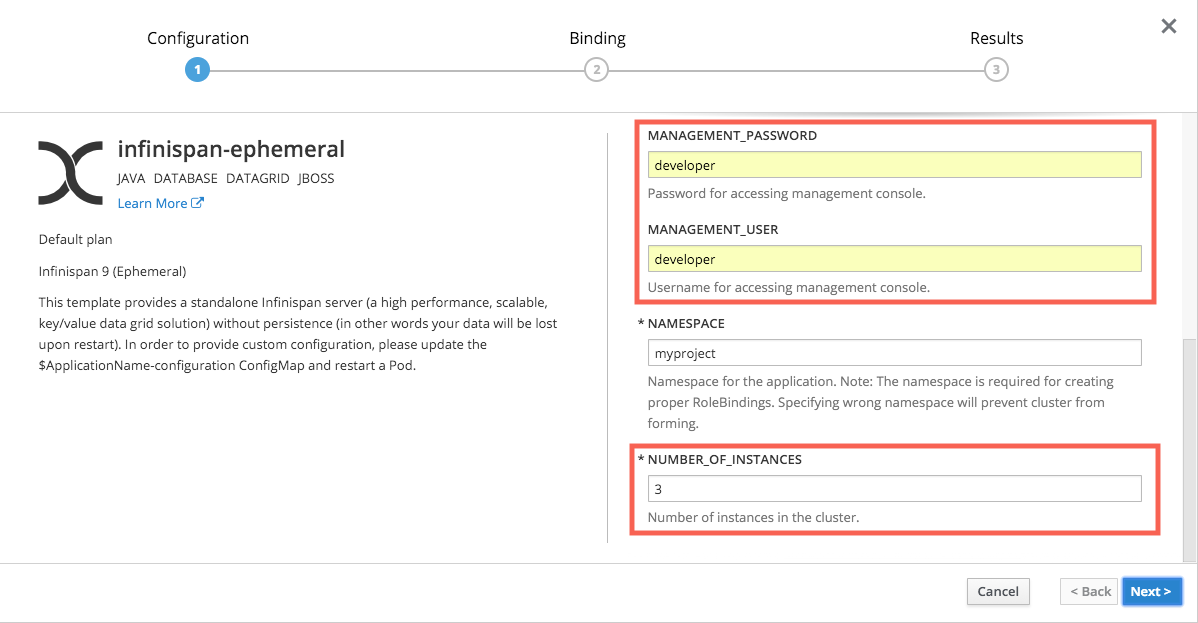 Configuration
Binding
Results
1
2
3
infinispan-ephemeral
JAVA DATABASE DATAGRID JBOSS
Learn More
Default plan
Infinispan 9 (Ephemeral)
This template provides a standalone Infinispan server (a high performance, scalable,
key/value data grid solution) without persistence (in other words your data will be lost
upon restart). In order to provide custom configuration, please update the
$ApplicationName-configuration ConfigMap and restart a Pod.
MANAGEMENT_PASSWORD
developer
Password for accessing management console.
MANAGEMENT_USER
developer
Username for accessing management console.
* NAMESPACE
myproject
Namespace for the application. Note: The namespace is required for creating
proper RoleBindings. Specifying wrong namespace will prevent cluster from
forming.
* NUMBER_OF_INSTANCES
3
Number of instances in the cluster.
Cancel
< Back
Next >